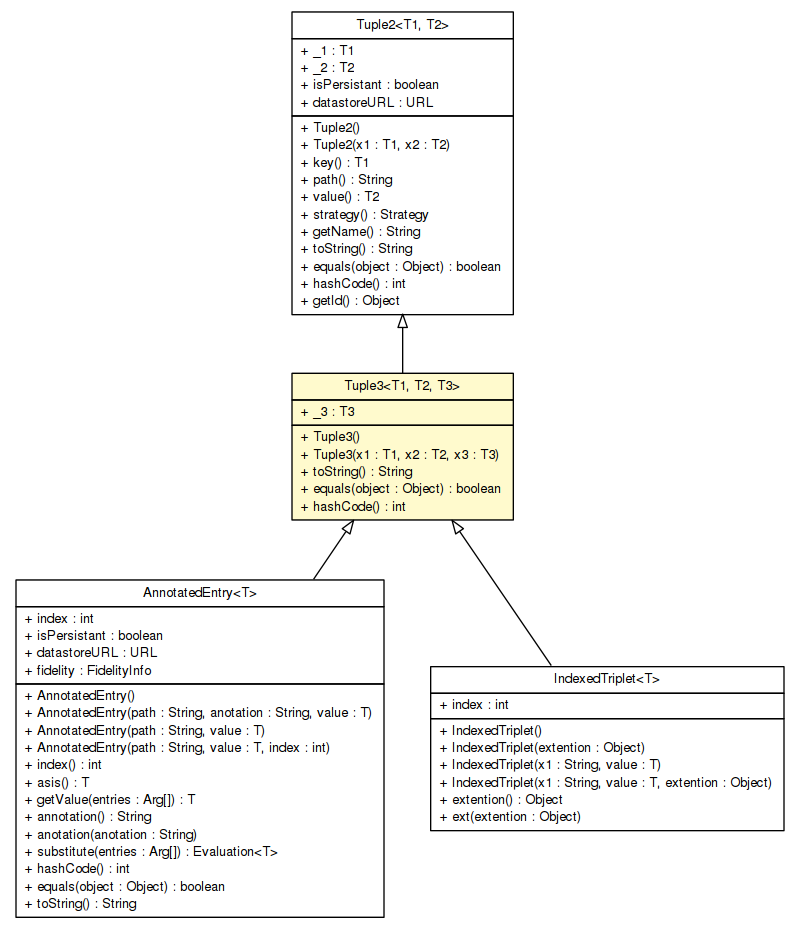 Tuple2<T1, T2>
+ _1 : T1
+ _2 : T2
+ isPersistant : boolean
+ datastoreURL : URL
+ Tuple2()
+ Tuple2(x1 : T1, x2 : T2)
+ key() : T1
+ path() : String
+ value() : T2
+ strategy() : Strategy
+ getName() : String
+ toString() : String
+ equals(object : Object) : boolean
+ hashCode() : int
+ getId() : Object
Tuple3<T1, T2, T3>
+ _3 : T3
+ Tuple3()
+ Tuple3(x1 : T1, x2 : T2, x3 : T3)
+ toString() : String
+ equals(object : Object) : boolean
+ hashCode() : int
AnnotatedEntry<T>
+ index : int
+ isPersistant : boolean
+ datastoreURL : URL
+ fidelity : FidelityInfo
+ AnnotatedEntry()
+ AnnotatedEntry(path : String, anotation : String, value : T)
+ AnnotatedEntry(path : String, value : T)
+ AnnotatedEntry(path : String, value : T, index : int)
+ index() : int
+ asis() : T
+ getValue(entries : Arg[]) : T
+ annotation() : String
+ anotation(anotation : String)
+ substitute(entries : Arg[]) : Evaluation<T>
+ hashCode() : int
+ equals(object : Object) : boolean
+ toString() : String
IndexedTriplet<T>
+ index : int
+ IndexedTriplet()
+ IndexedTriplet(extention : Object)
+ IndexedTriplet(x1 : String, value : T)
+ IndexedTriplet(x1 : String, value : T, extention : Object)
+ extention() : Object
+ ext(extention : Object)